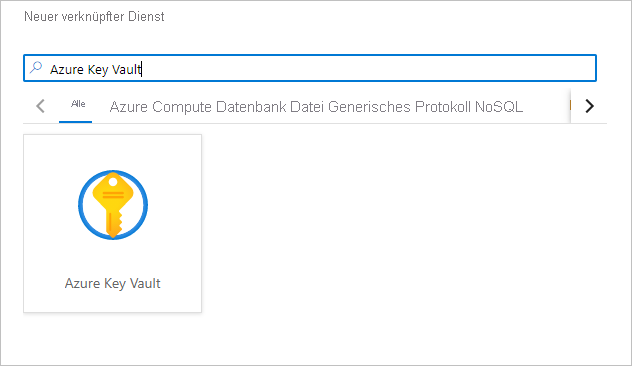 Neuer verknüpfter Dienst
Azure Key Vault
Alle Azure Compute Datenbank Datei Generisches Protokoll NoSQL
Azure Key Vault